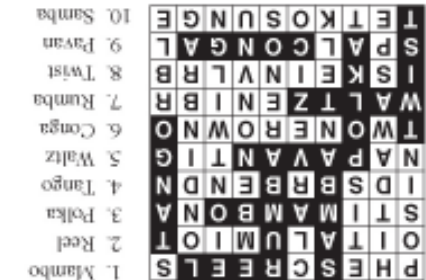 P H E S C R E E L S
O I T A L U M I O T
S T I M A M B O N A
I D S B R B E N D N
N A P A V A N T I G
T W O N E R O W N O
W A L T Z E N I B R
I S K E I N V L R B
S P A L C O N G A L
T E T K O S U N G E
1. Mambo
2. Reel
3. Polka
4. Tango
5. Waltz
6. Conga
7. Rumba
8. Twist
9. Pavan
10. Samba